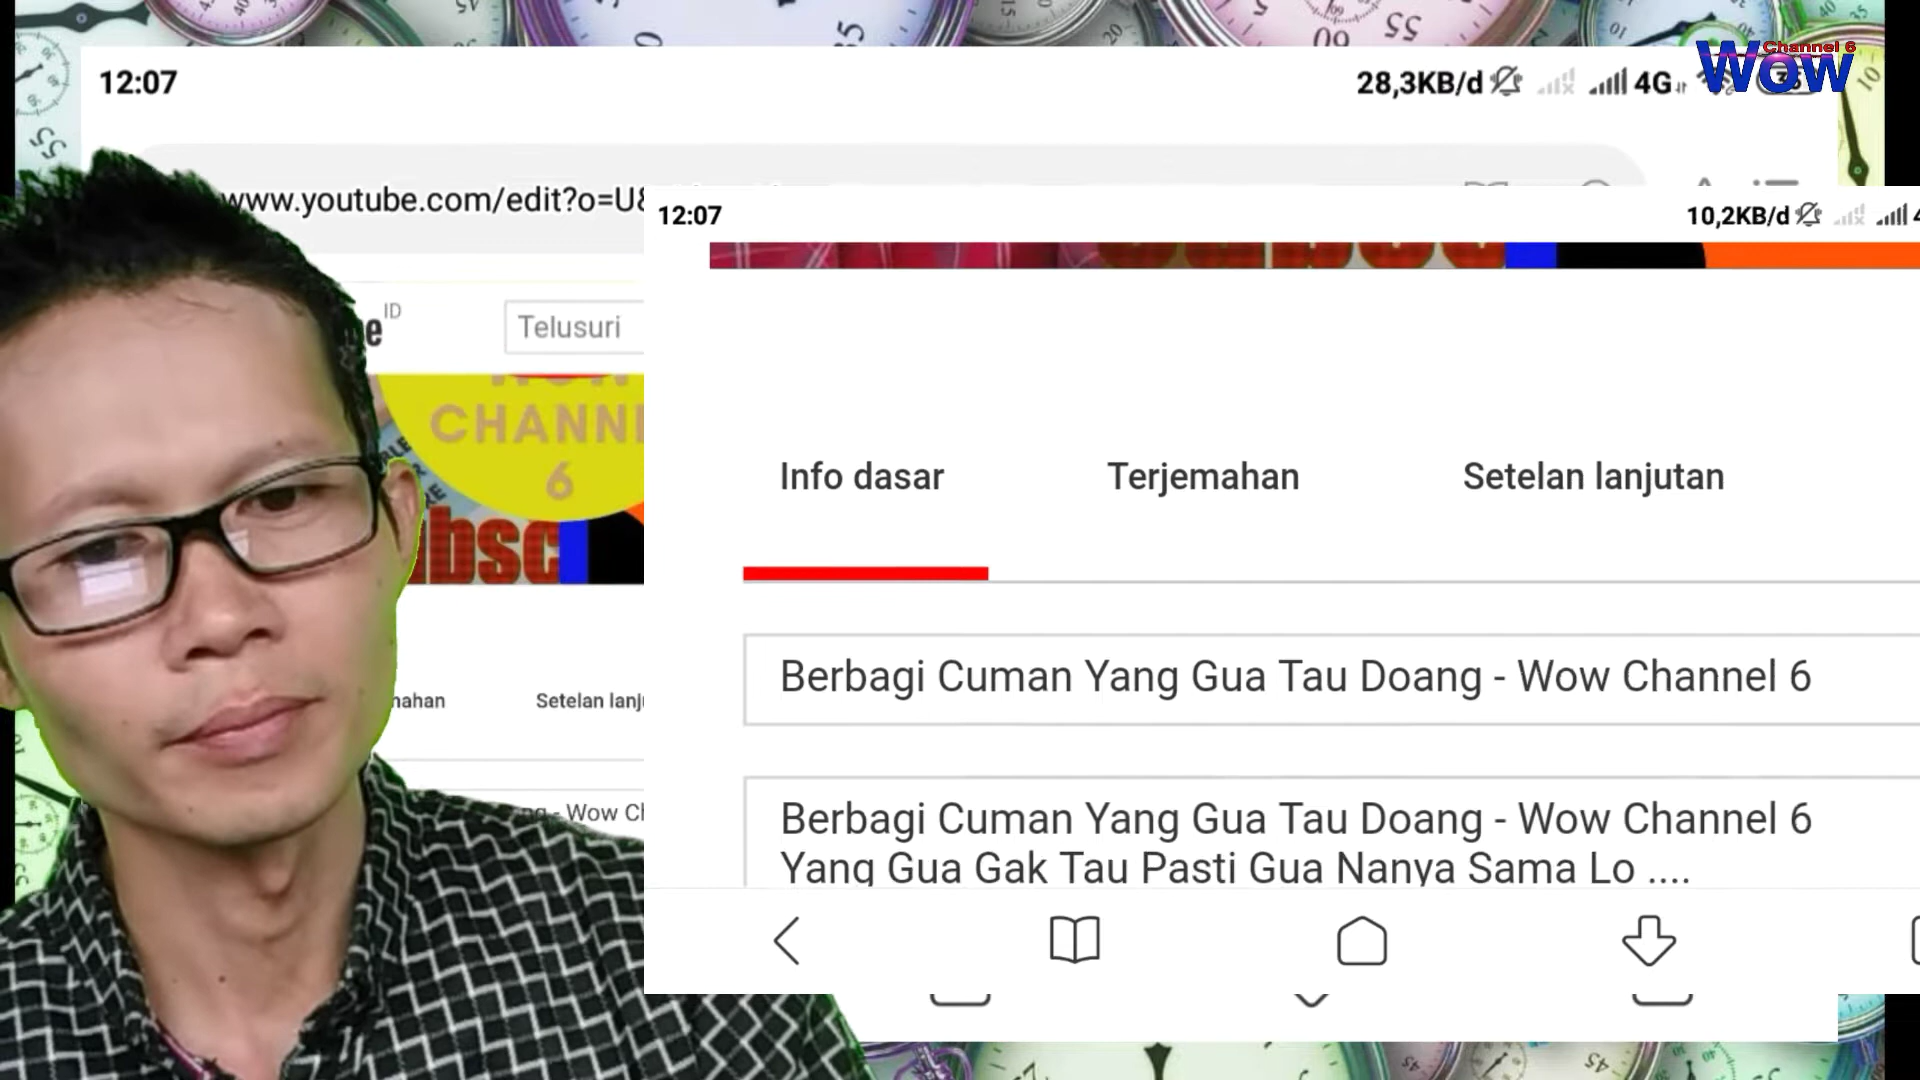 12:07
28,3KB/d
4G
Channel 6
Wow
www.youtube.com/edit?o=U&
12:07
10,2KB/d
ID
Telusuri
CHANN
6
Info dasar
Terjemahan
Setelan lanjutan
Berbagi Cuman Yang Gua Tau Doang - Wow Channel 6
Setelan lanj
Berbagi Cuman Yang Gua Tau Doang - Wow Channel 6
Yang Gua Gak Tau Pasti Gua Nanya Sama Lo ....
- Wow Ch